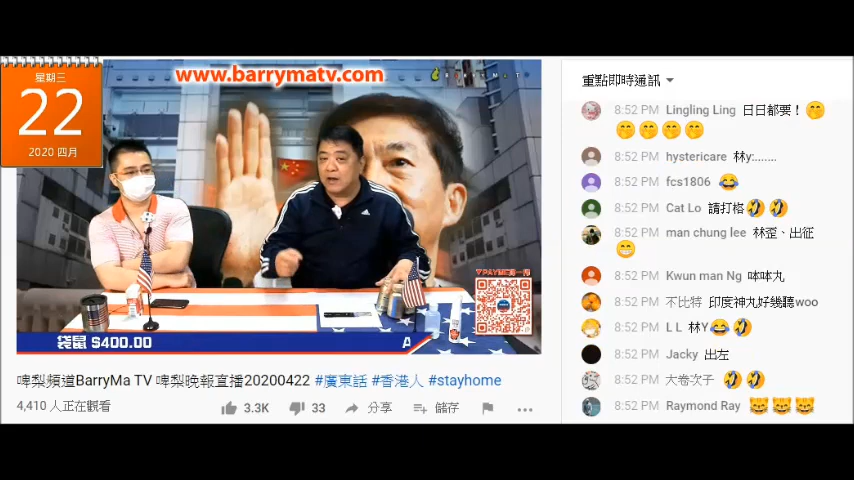 星期三
22
2020 四月
www.barrymatv.com
BARRYMATV
袋鼠 $400.00
A
啤梨頻道BarryMa TV 啤梨晚報直播20200422 #廣東話 #香港人 #stayhome
4,410 人正在觀看
3.3K
33
分享
儲存
重點即時通訊
8:52 PM Lingling Ling 日日都要！🤭
🤭🤭🤭🤭
8:52 PM hystericare 林y:.......
8:52 PM fcs1806 😂
8:52 PM Cat Lo 請打格🤣🤣
8:52 PM man chung lee 林歪、出征
😁
8:52 PM Kwun man Ng 咊咊丸
8:52 PM 不比特 印度神丸好幾聽woo
8:52 PM L L 林Y😂🤣
8:52 PM Jacky 出左
8:52 PM 大卷次子 🤣🤣
8:52 PM Raymond Ray 😸😸😸